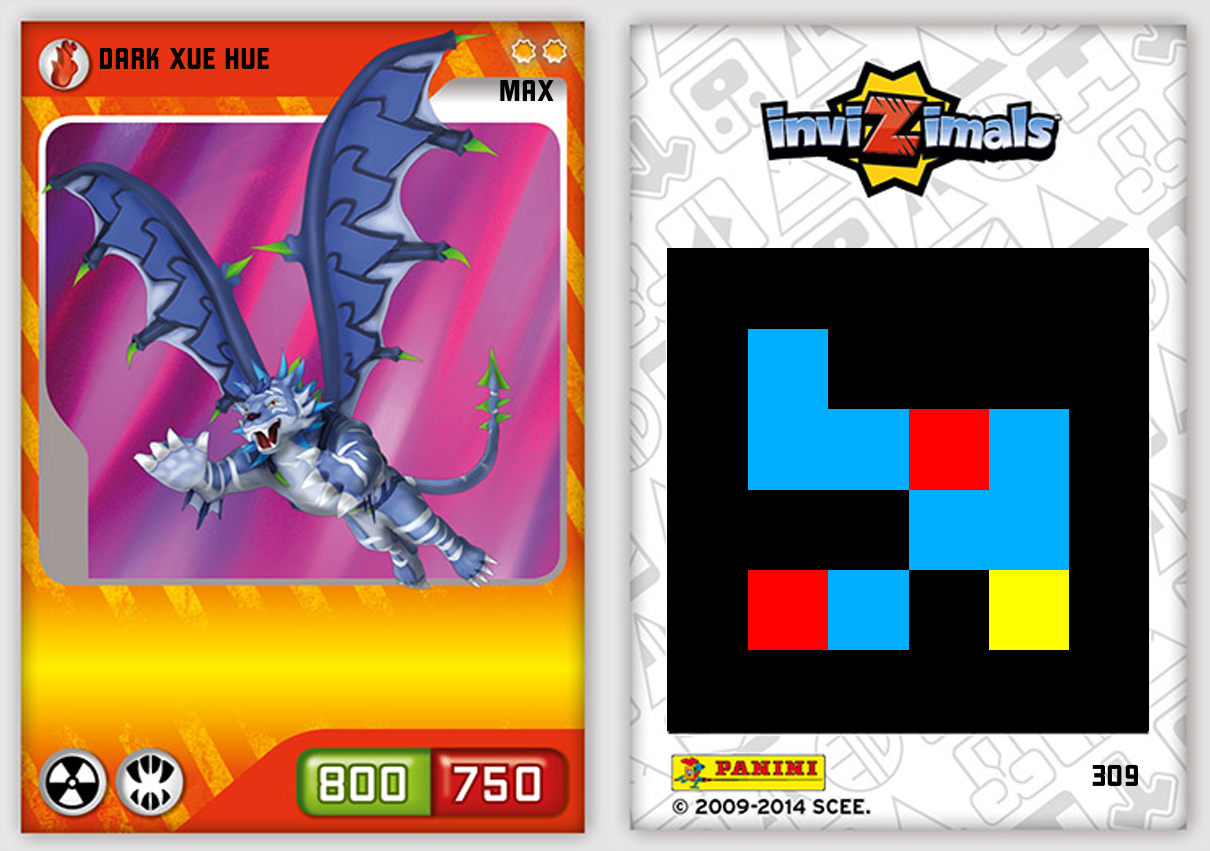 DARK XUE HUE
MAX
800 750
inviZimals
PANINI
309
© 2009-2014 SCEE.